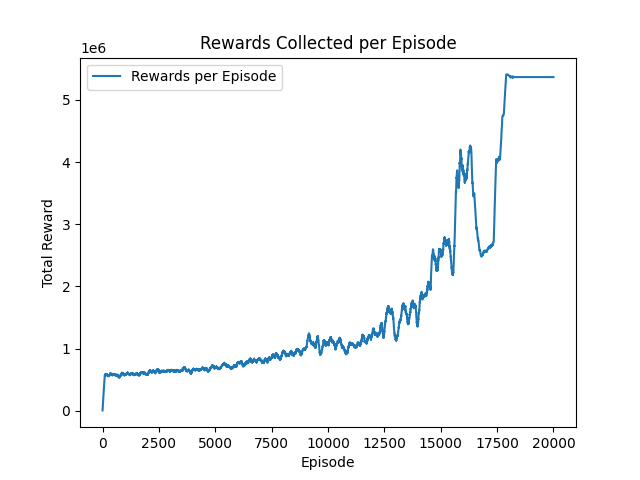 Rewards Collected per Episode
1e6
Rewards per Episode
5
4
3
2
1
0
Total Reward
0 2500 5000 7500 10000 12500 15000 17500 20000
Episode